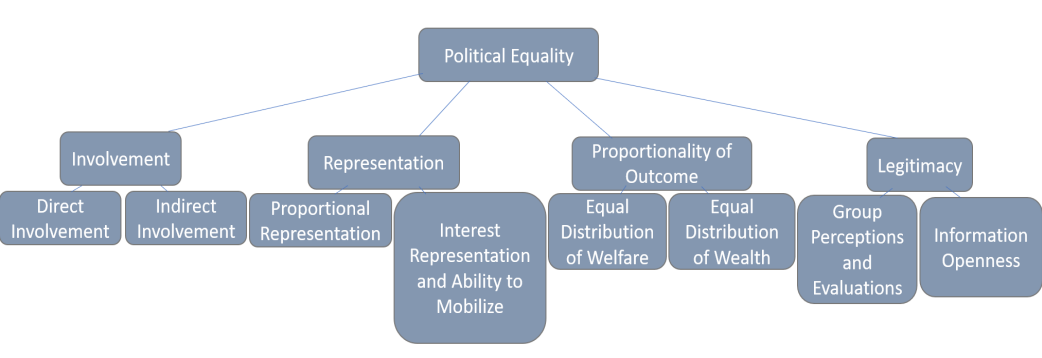 Political Equality
Involvement
Representation
Proportionality of
Outcome
Legitimacy
Direct
Involvement
Indirect
Involvement
Proportional
Representation
Interest
Representation
and Ability to
Mobilize
Equal
Distribution
of Welfare
Equal
Distribution
of Wealth
Group
Perceptions
and
Evaluations
Information
Openness